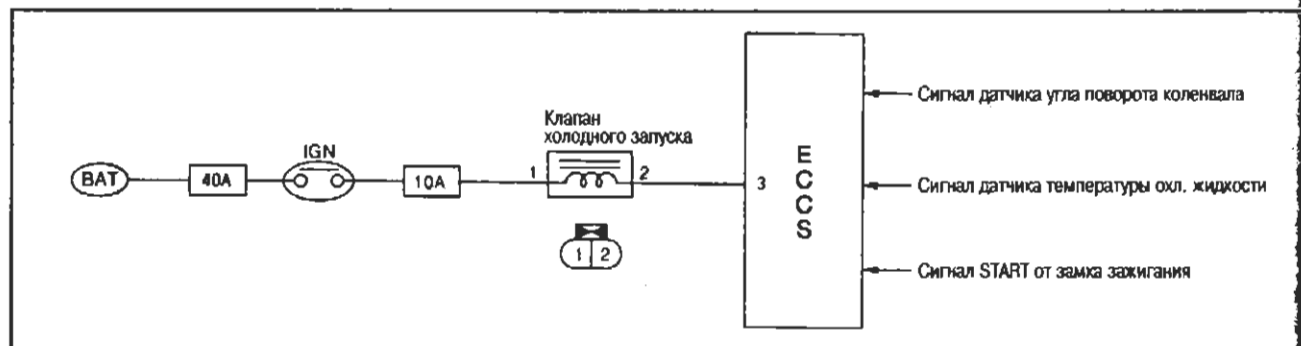 Клапан
холодного запуска
BAT
40A
IGN
10A
1
2
1 2
3
E
C
C
S
Сигнал датчика угла поворота коленвала
Сигнал датчика температуры охл. жидкости
Сигнал START от замка зажигания